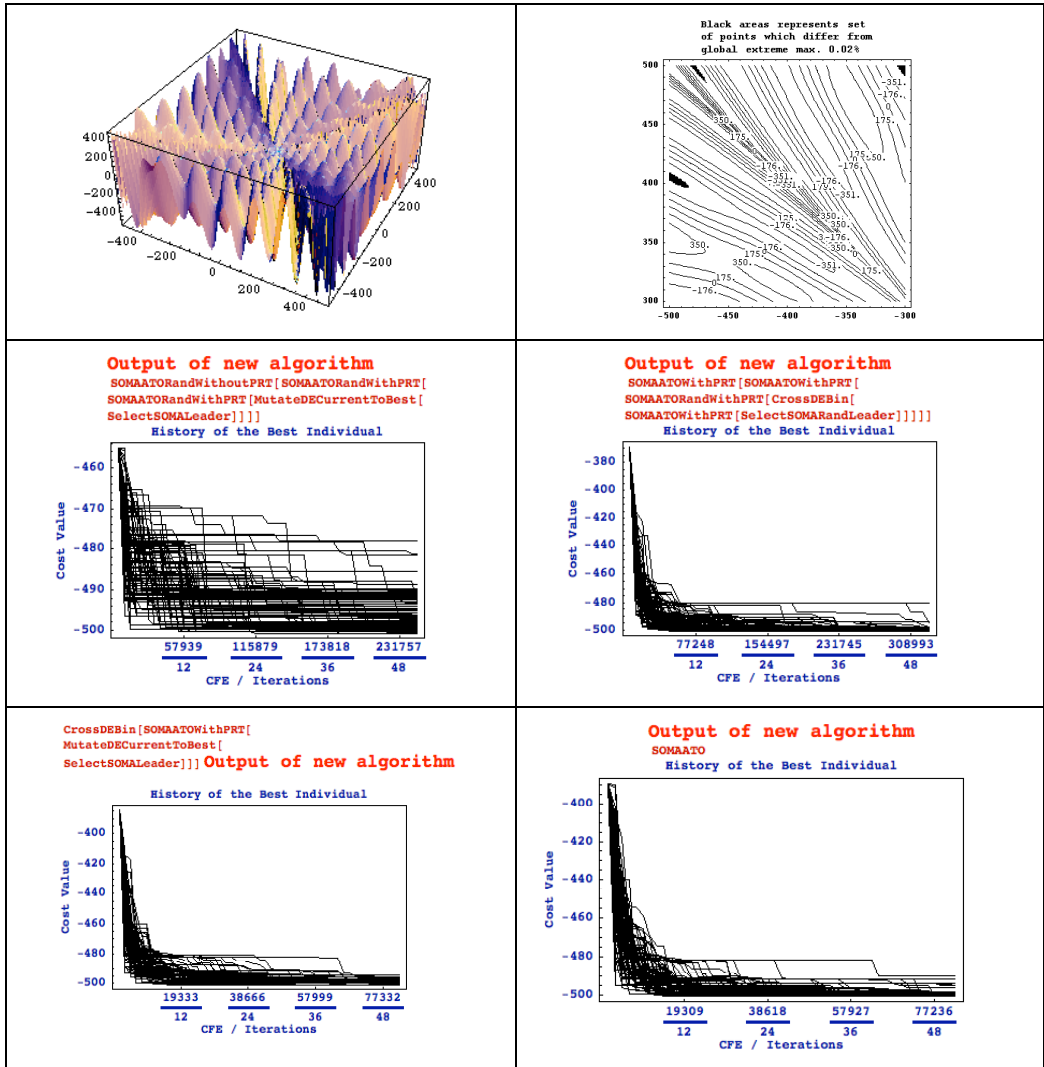 400
200
0
-200
-400
-400
-200
0
200
400
-400
-200
0
200
400
Black areas represents set
of points which differ from
global extreme max. 0.02%
500
450
400
350
300
-500
-450
-400
-350
-300
Output of new algorithm
SOMAATORandWithoutPRT[SOMAATORandWithPRT[
SOMAATORandWithPRT[MutateDECurrentToBest[
SelectSOMALeader]]]]
History of the Best Individual
Cost Value
-460
-470
-480
-490
-500
57939 115879 173818 231757
12 24 36 48
CFE / Iterations
Output of new algorithm
SOMAATOWithPRT[SOMAATOWithPRT[
SOMAATORandWithPRT[CrossDEBin[
SOMAATOWithPRT[SelectSOMARandLeader]]]]]
History of the Best Individual
Cost Value
-380
-400
-420
-440
-460
-480
-500
77248 154497 231745 308993
12 24 36 48
CFE / Iterations
CrossDEBin[SOMAATOWithPRT[
MutateDECurrentToBest[
SelectSOMALeader]]] Output of new algorithm
History of the Best Individual
Cost Value
-400
-420
-440
-460
-480
-500
19333 38666 57999 77332
12 24 36 48
CFE / Iterations
Output of new algorithm
SOMAATO
History of the Best Individual
Cost Value
-400
-420
-440
-460
-480
-500
19309 38618 57927 77236
12 24 36 48
CFE / Iterations